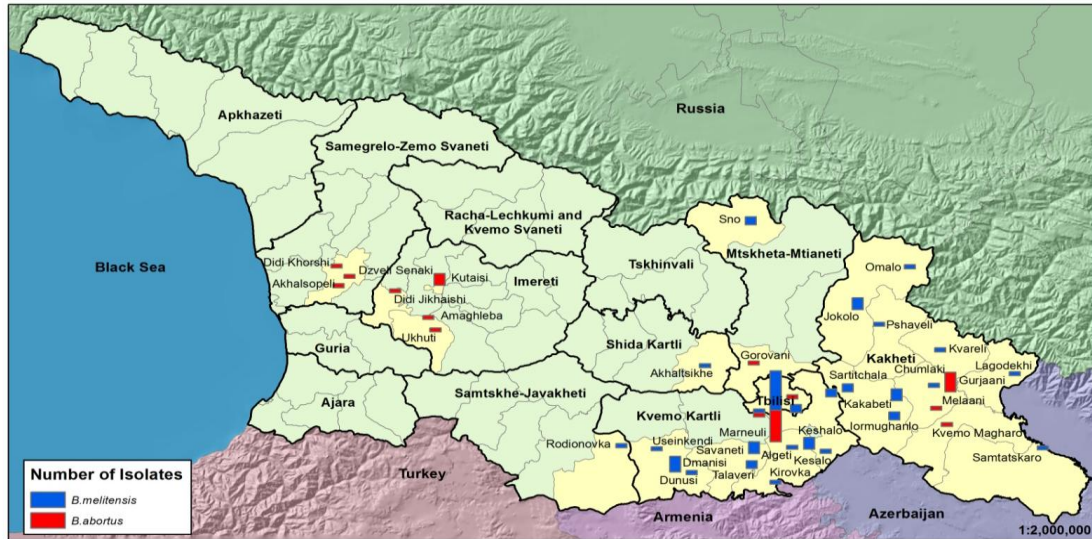 Russia
Apkhazeti
Samegrelo-Zemo Svaneti
Racha-Lechkumi and
Kvemo Svaneti
Sno
Mtskheta-Mtianeti
Tskhinvali
Black Sea
Didi Khorshi
Dzveli Senaki
Akhalsopeli
Kutaisi
Imereti
Didi Jikhaishi
Amaghleba
Ukhuti
Omalo
Jokolo
Pshaveli
Kvareli
Kakheti
Guria
Shida Kartli
Gorovani
Akhaltsikhe
Sartitchala
Chumlaki
Lagodekhi
Gurjaani
Ajara
Samtskhe-Javakheti
Tbilisi
Kakabeti
Melaani
Kvemo Kartli
Iormughanlo
Marneuli
Keshalo
Kvemo Magharo
Rodionovka
Useinkendi
Savaneti
Algeti
Kesalo
Samtatskaro
Dmanisi
Dunusi
Talaveri
Kirovka
Turkey
Armenia
Azerbaijan
Number of Isolates
B.melitensis
B.abortus
1:2,000,000